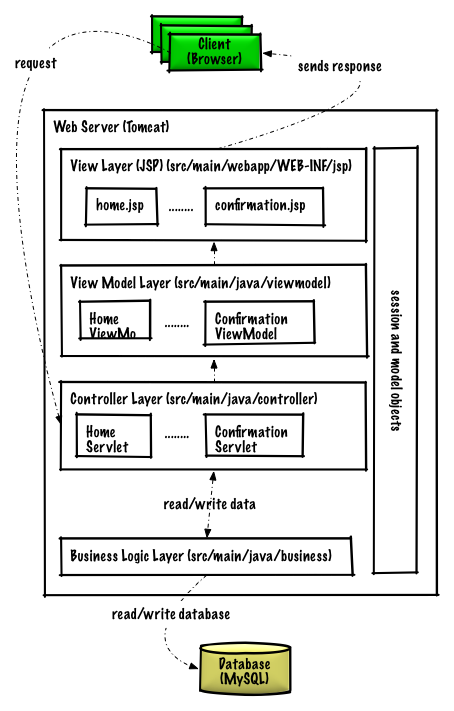 Client
(Browser)
request
sends response
Web Server (Tomcat)
View Layer (JSP) (src/main/webapp/WEB-INF/jsp)
home.jsp
........
confirmation.jsp
View Model Layer (src/main/java/viewmodel)
Home
ViewMo
........
Confirmation
ViewModel
session and model objects
Controller Layer (src/main/java/controller)
Home
Servlet
........
Confirmation
Servlet
read/write data
Business Logic Layer (src/main/java/business)
read/write database
Database
(MySQL)